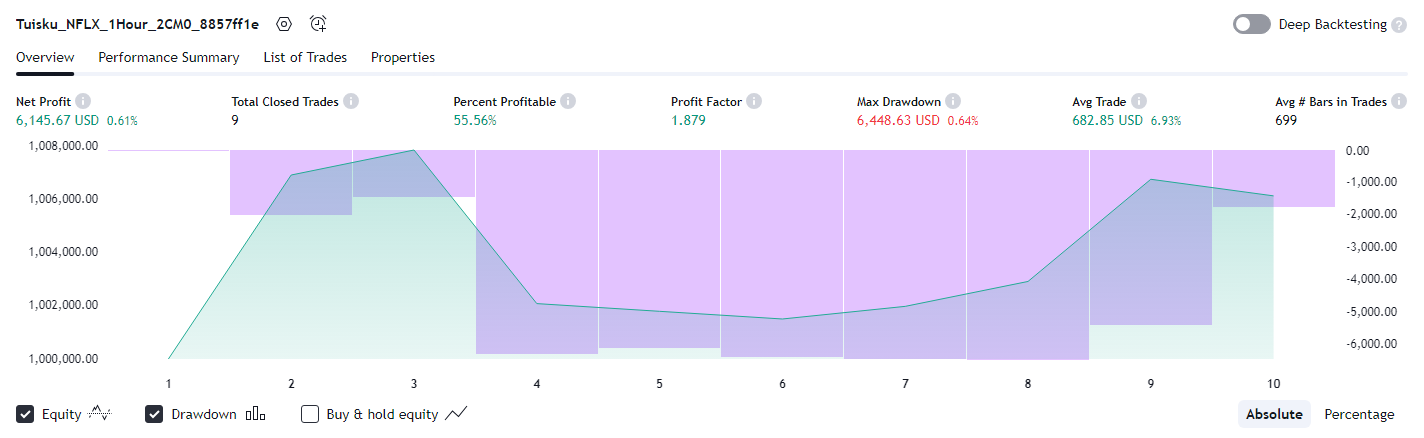 Tuisku_NFLX_1Hour_2CM0_8857ff1e
Deep Backtesting ?
Overview Performance Summary List of Trades Properties
Net Profit Total Closed Trades Percent Profitable Profit Factor Max Drawdown Avg Trade Avg # Bars in Trades
6,145.67 USD 0.61% 9 55.56% 1.879 6,448.63 USD 0.64% 682.85 USD 6.93% 699
1,008,000.00 0.00
-1,000.00
1,006,000.00 -2,000.00
1,004,000.00 -3,000.00
-4,000.00
1,002,000.00 -5,000.00
1,000,000.00 -6,000.00
1 2 3 4 5 6 7 8 9 10
Equity Drawdown Buy & hold equity Absolute Percentage